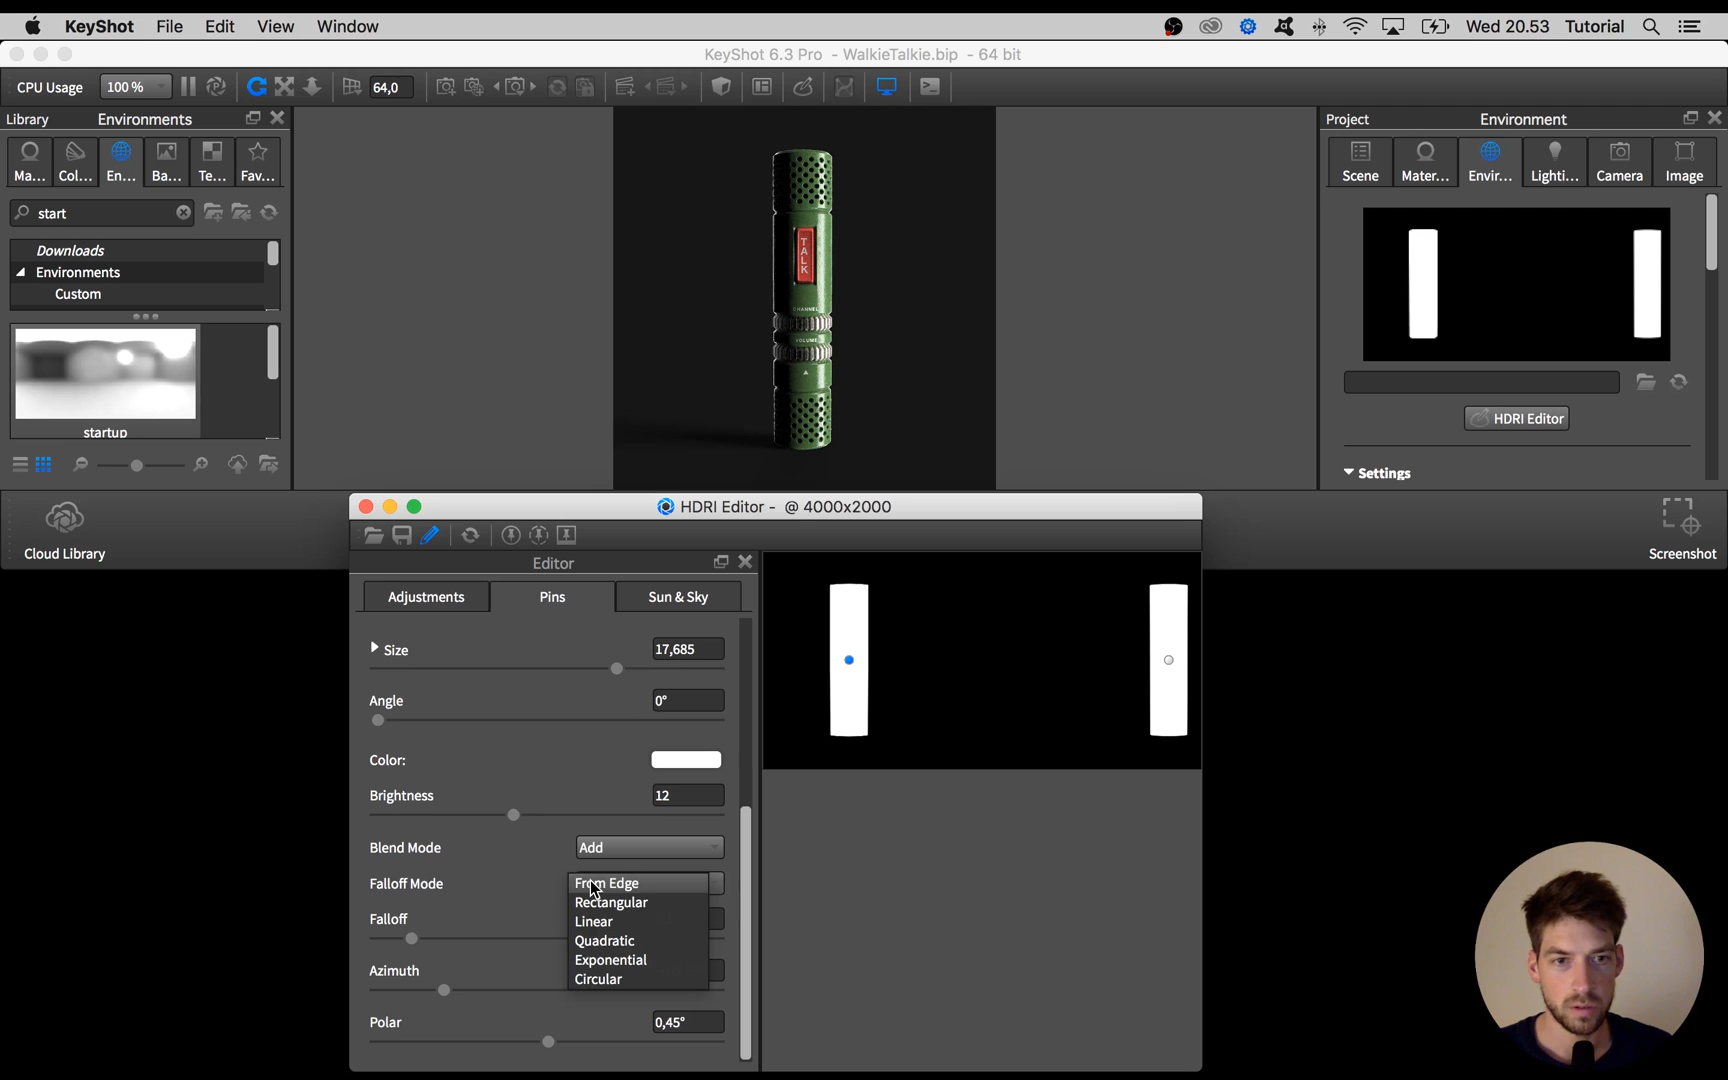 KeyShot File Edit View Window Wed 20.53 Tutorial
KeyShot 6.3 Pro - WalkieTalkie.bip - 64 bit
CPU Usage 100 % 64,0
Library Environments
Project Environment
Ma... Col... En... Ba... Te... Fav...
Scene Mater... Envir... Lighti... Camera Image
start
Downloads
Environments
Custom
startup
TALK
CHANNEL
VOLUME
HDRI Editor
Settings
Cloud Library
Screenshot
HDRI Editor - @ 4000x2000
Editor
Adjustments Pins Sun & Sky
Size 17,685
Angle 0°
Color:
Brightness 12
Blend Mode Add
Falloff Mode From Edge
Rectangular
Falloff Linear
Quadratic
Azimuth Exponential
Circular
Polar 0,45°